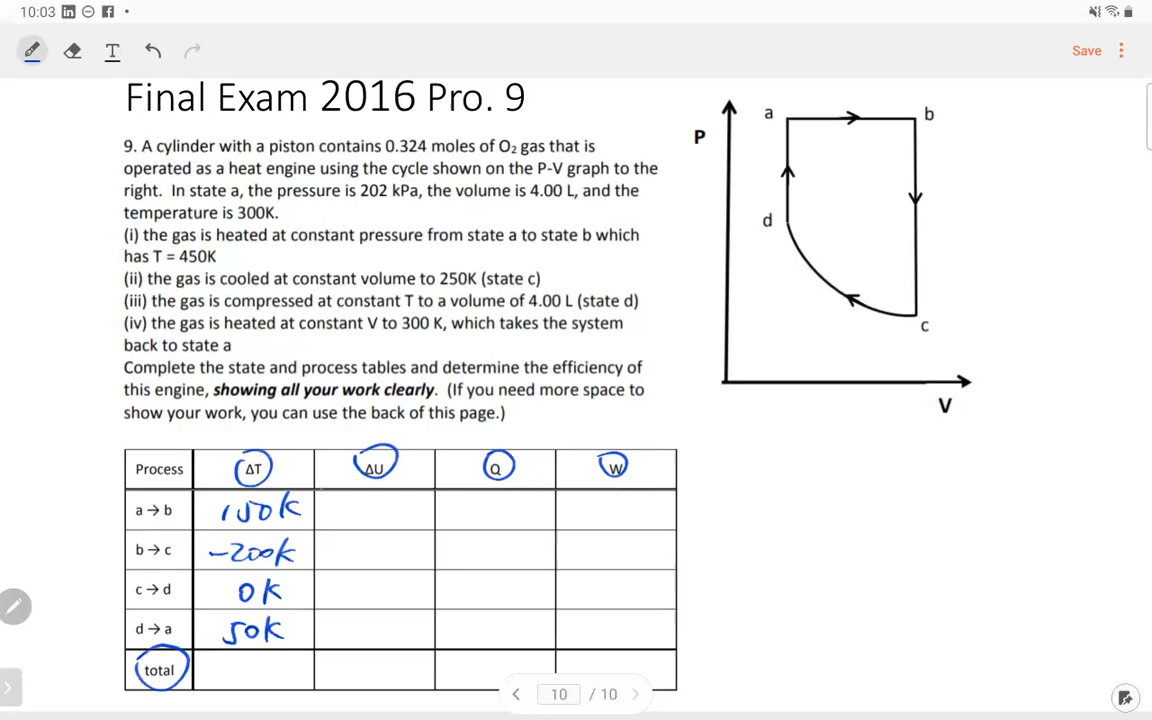 10:03
Save
Final Exam 2016 Pro. 9
9. A cylinder with a piston contains 0.324 moles of O₂ gas that is
operated as a heat engine using the cycle shown on the P-V graph to the
right. In state a, the pressure is 202 kPa, the volume is 4.00 L, and the
temperature is 300K.
(i) the gas is heated at constant pressure from state a to state b which
has T = 450K
(ii) the gas is cooled at constant volume to 250K (state c)
(iii) the gas is compressed at constant T to a volume of 4.00 L (state d)
(iv) the gas is heated at constant V to 300 K, which takes the system
back to state a
Complete the state and process tables and determine the efficiency of
this engine, showing all your work clearly. (If you need more space to
show your work, you can use the back of this page.)
P
a
b
d
c
V
Process ΔT ΔU Q W
a → b 150K
b → c -200K
c → d 0K
d → a 50K
total
10 / 10